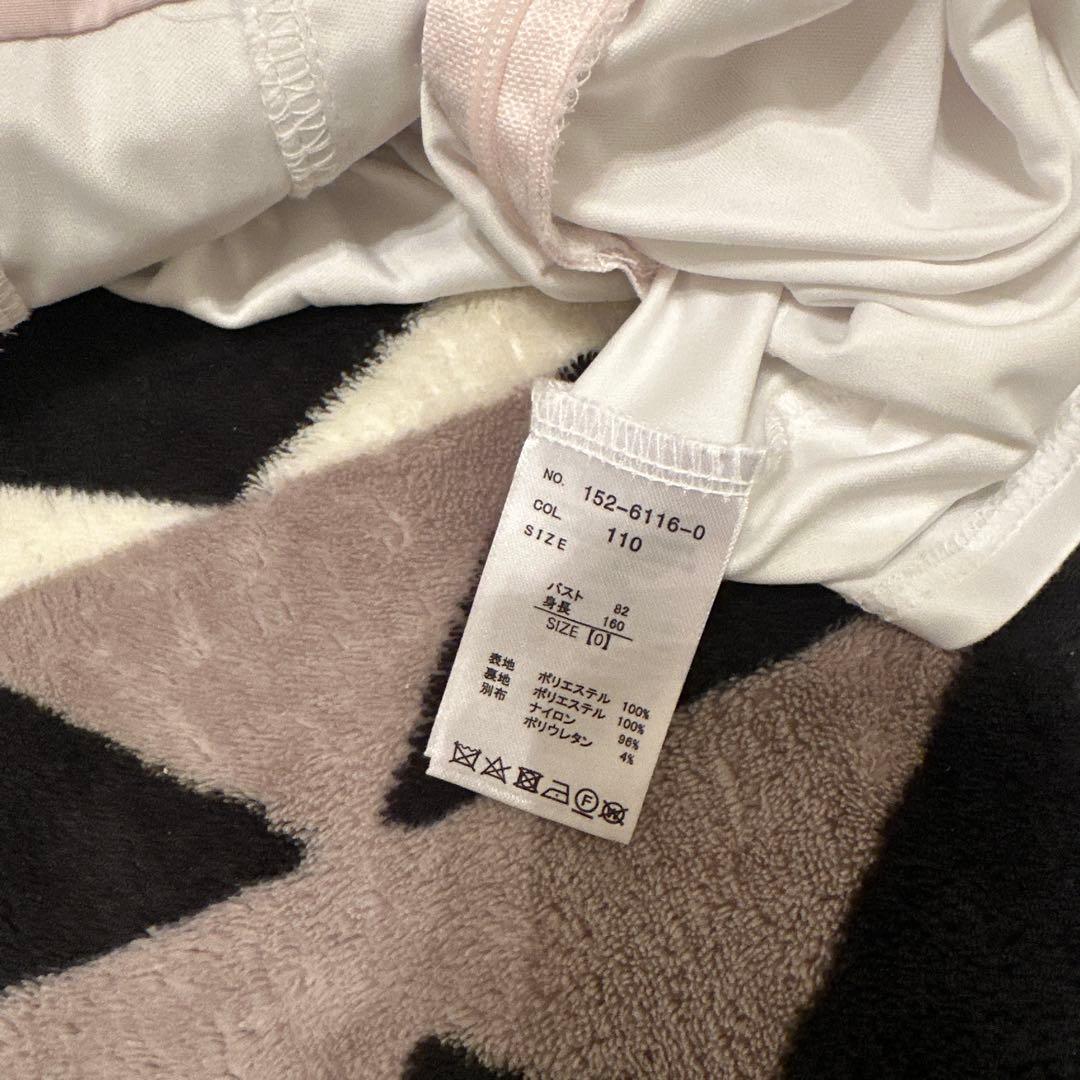 NO. 152-6116-0
COL 110
SIZE
バスト 82
身長 160
SIZE【0】
表地 ポリエステル 100%
裏地 ポリエステル 100%
別布 ナイロン 96%
ポリウレタン 4%
F
W